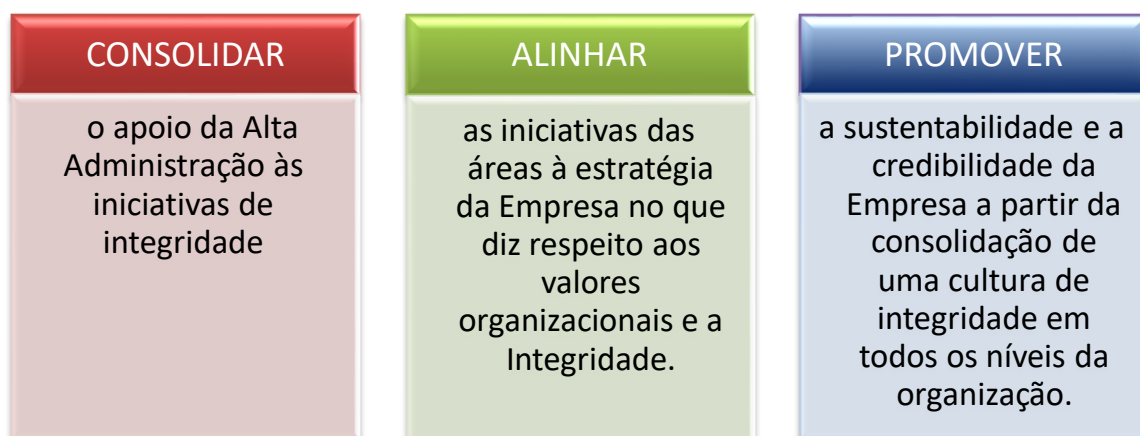 CONSOLIDAR
o apoio da Alta
Administração às
iniciativas de
integridade
ALINHAR
as iniciativas das
áreas à estratégia
da Empresa no que
diz respeito aos
valores
organizacionais e a
Integridade.
PROMOVER
a sustentabilidade e a
credibilidade da
Empresa a partir da
consolidação de
uma cultura de
integridade em
todos os níveis da
organização.